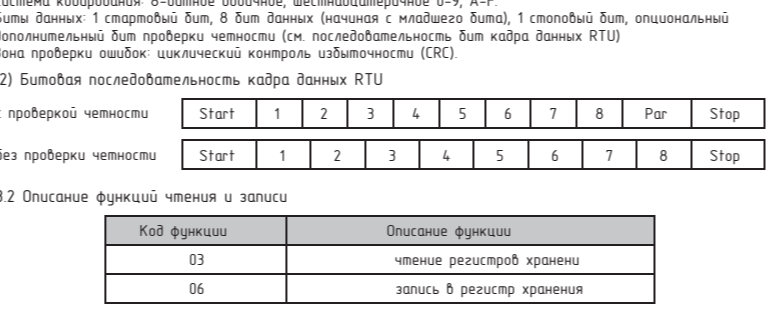 система кодирования: 8-битное двоичное, шестнадцатеричное 0-9, A-F.
Биты данных: 1 стартовый бит, 8 бит данных (начиная с младшего бита), 1 стоповый бит, опциональный
дополнительный бит проверки четности (см. последовательность бит кадра данных RTU)
Зона проверки ошибок: циклический контроль избыточности (CRC).
2) Битовая последовательность кадра данных RTU
с проверкой четности Start 1 2 3 4 5 6 7 8 Par Stop
без проверки четности Start 1 2 3 4 5 6 7 8 Stop
3.2 Описание функций чтения и записи
Код функции Описание функции
03 чтение регистров хранени
06 запись в регистр хранения